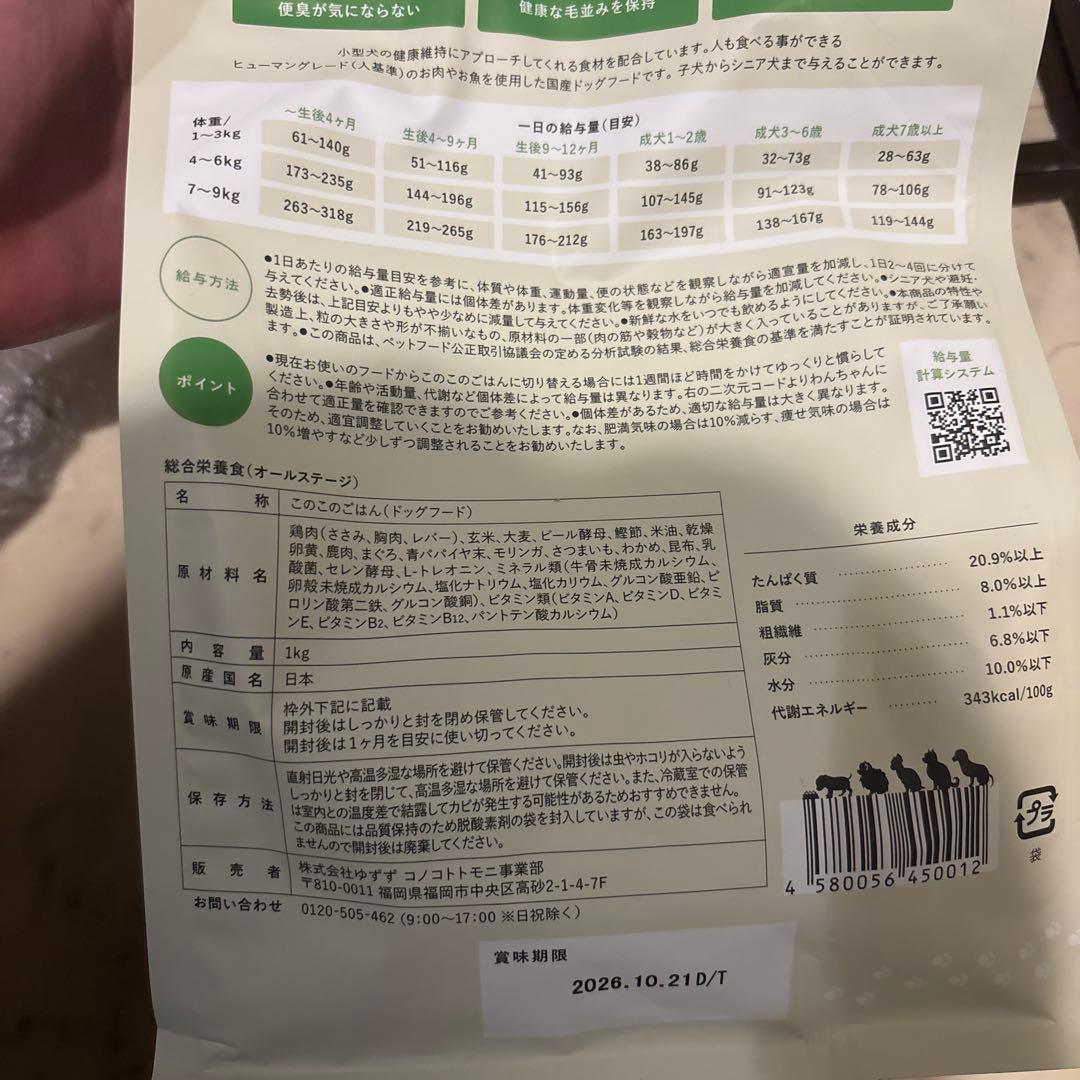 便臭が気にならない
健康な毛並みを保持
小型犬の健康維持にアプローチしてくれる食材を配合しています。人も食べる事ができる
ヒューマングレード(人基準)のお肉やお魚を使用した国産ドッグフードです。子犬からシニア犬まで与えることができます。
一日の給与量(目安)
体重/ ～生後4ヶ月 生後4～9ヶ月 生後9～12ヶ月 成犬1～2歳 成犬3～6歳 成犬7歳以上
1～3kg 61～140g 51～116g 41～93g 38～86g 32～73g 28～63g
4～6kg 173～235g 144～196g 115～156g 107～145g 91～123g 78～106g
7～9kg 263～318g 219～265g 176～212g 163～197g 138～167g 119～144g
給与方法
●1日あたりの給与量目安を参考に、体質や体重、運動量、便の状態などを観察しながら適宜量を加減し、1日2～4回に分けて
与えてください。●適正給与量には個体差があります。体重変化等を観察しながら給与量を加減してください。●シニア犬や避妊・
去勢後は、上記目安よりもやや少なめに減量して与えてください。●新鮮な水をいつでも飲めるようにしてください。●本商品の特性や
製造上、粒の大きさや形が不揃いなもの、原材料の一部(肉の筋や穀物など)が大きく入っていることがありますが、ご了承願い
ます。●この商品は、ペットフード公正取引協議会の定める分析試験の結果、総合栄養食の基準を満たすことが証明されています。
ポイント
●現在お使いのフードからこのこのごはんに切り替える場合には1週間ほど時間をかけてゆっくりと慣らして
ください。●年齢や活動量、代謝など個体差によって給与量は異なります。右の二次元コードよりわんちゃんに
合わせて適正量を確認できますのでご参考ください。●個体差があるため、適切な給与量は大きく異なります。
そのため、適宜調整していくことをお勧めいたします。なお、肥満気味の場合は10%減らす、痩せ気味の場合は
10%増やすなど少しずつ調整されることをお勧めいたします。
給与量
計算システム
総合栄養食(オールステージ)
名称 このこのごはん(ドッグフード)
原材料名 鶏肉(ささみ、胸肉、レバー)、玄米、大麦、ビール酵母、鰹節、米油、乾燥
卵黄、鹿肉、まぐろ、青パパイヤ末、モリンガ、さつまいも、わかめ、昆布、乳
酸菌、セレン酵母、L-トレオニン、ミネラル類(牛骨未焼成カルシウム、
卵殻未焼成カルシウム、塩化ナトリウム、塩化カリウム、グルコン酸亜鉛、ピ
ロリン酸第二鉄、グルコン酸銅)、ビタミン類(ビタミンA、ビタミンD、ビタミ
ンE、ビタミンB2、ビタミンB12、パントテン酸カルシウム)
内容量 1kg
原産国名 日本
賞味期限 枠外下記に記載
開封後はしっかりと封を閉め保管してください。
開封後は1ヶ月を目安に使い切ってください。
保存方法 直射日光や高温多湿な場所を避けて保管ください。開封後は虫やホコリが入らないよう
しっかりと封を閉じて、高温多湿な場所を避けて保管ください。また、冷蔵室での保管
は室内との温度差で結露してカビが発生する可能性があるためおすすめできません。
この商品には品質保持のため脱酸素剤の袋を封入していますが、この袋は食べられ
ませんので開封後は廃棄してください。
販売者 株式会社ゆずず コノコトトモニ事業部
〒810-0011 福岡県福岡市中央区高砂2-1-4-7F
お問い合わせ 0120-505-462 (9:00～17:00 ※日祝除く)
栄養成分
たんぱく質 20.9%以上
脂質 8.0%以上
粗繊維 1.1%以下
灰分 6.8%以下
水分 10.0%以下
代謝エネルギー 343kcal/100g
4 580056 450012
プラ
袋
賞味期限
2026.10.21D/T